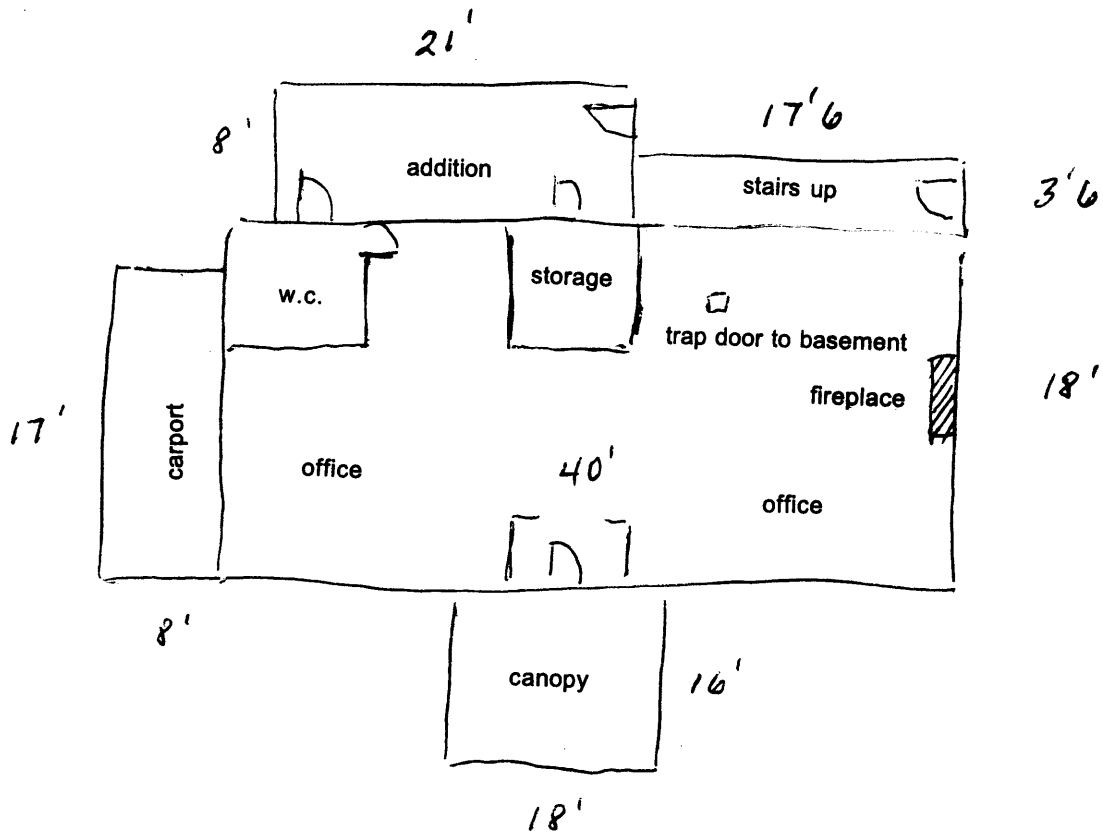 21'
17'6
8'
addition
stairs up
3'6
storage
w.c.
trap door to basement
fireplace
18'
17'
carport
office
40'
office
8'
canopy
16'
18'